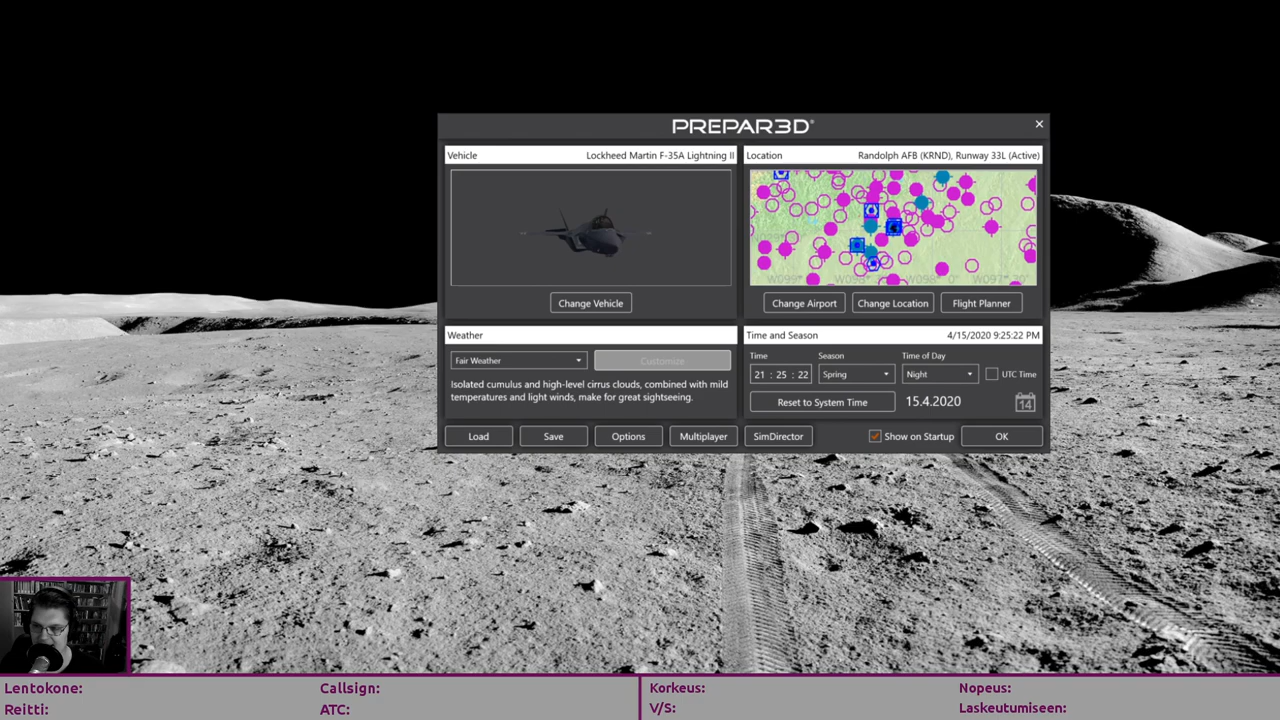 PREPAR3D®
Vehicle Lockheed Martin F-35A Lightning II
Change Vehicle
Location Randolph AFB (KRND), Runway 33L (Active)
Change Airport Change Location Flight Planner
Weather
Fair Weather Customize
Isolated cumulus and high-level cirrus clouds, combined with mild
temperatures and light winds, make for great sightseeing.
Time and Season 4/15/2020 9:25:22 PM
Time Season Time of Day
21 : 25 : 22 Spring Night UTC Time
Reset to System Time 15.4.2020 14
Load Save Options Multiplayer SimDirector Show on Startup OK
Lentokone: Callsign: Korkeus: Nopeus:
Reitti: ATC: V/S: Laskeutumiseen: